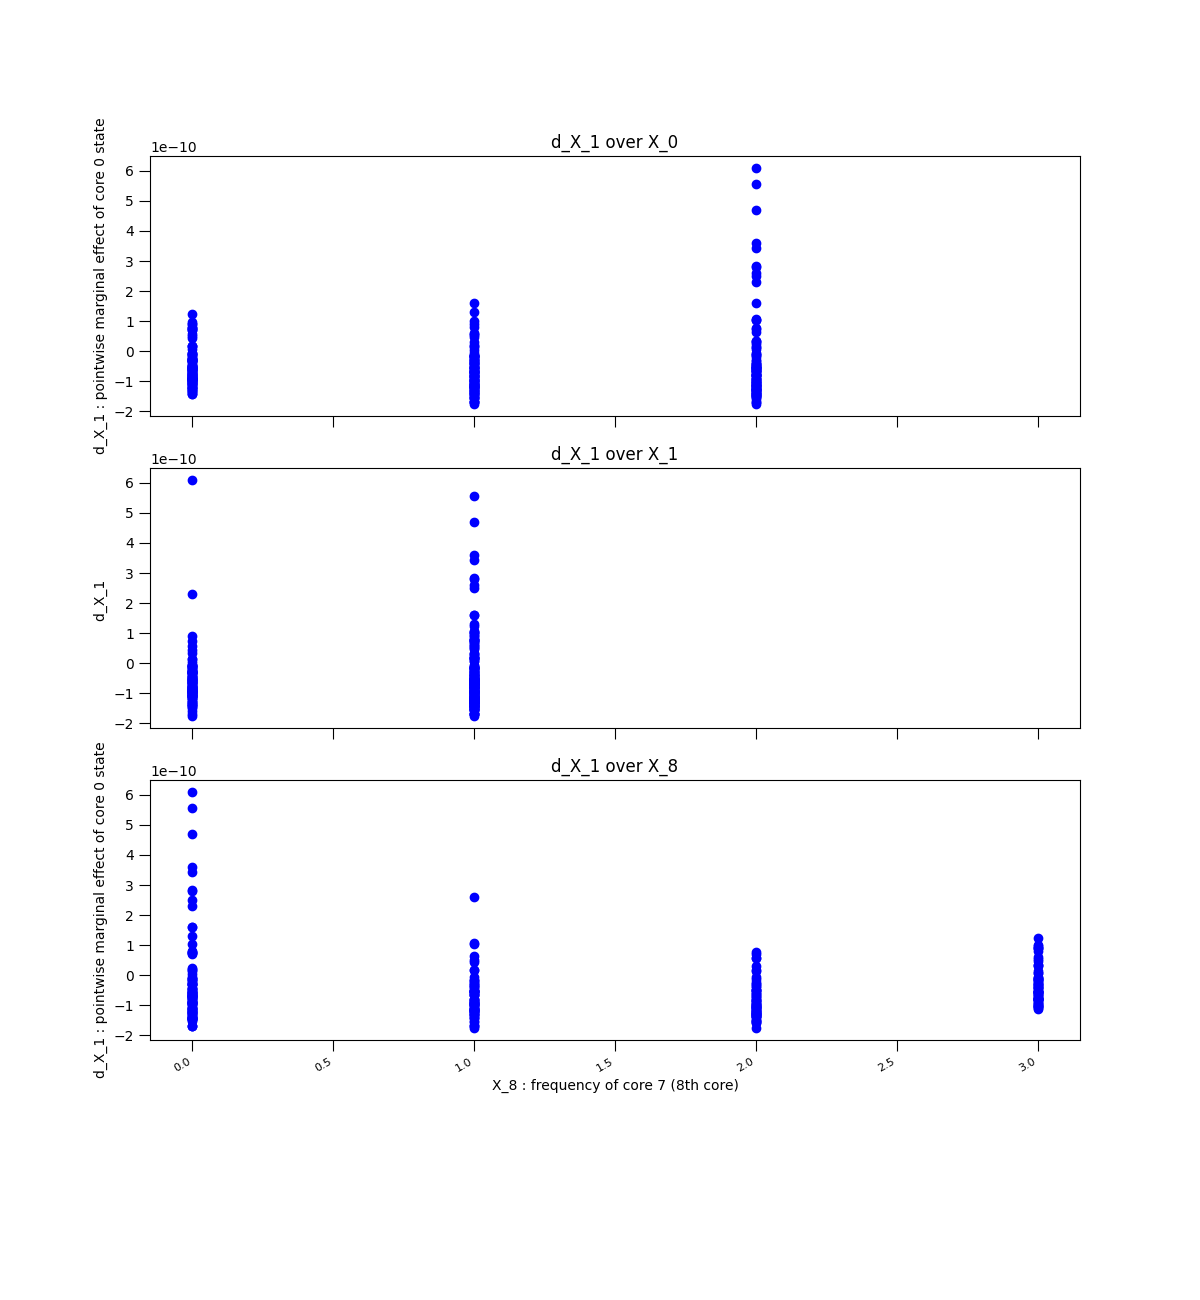 d_X_1 over X_0
1e−10
d_X_1 : pointwise marginal effect of core 0 state
6
5
4
3
2
1
0
−1
−2
d_X_1 over X_1
1e−10
d_X_1
6
5
4
3
2
1
0
−1
−2
d_X_1 over X_8
1e−10
d_X_1 : pointwise marginal effect of core 0 state
6
5
4
3
2
1
0
−1
−2
0.0 0.5 1.0 1.5 2.0 2.5 3.0
X_8 : frequency of core 7 (8th core)